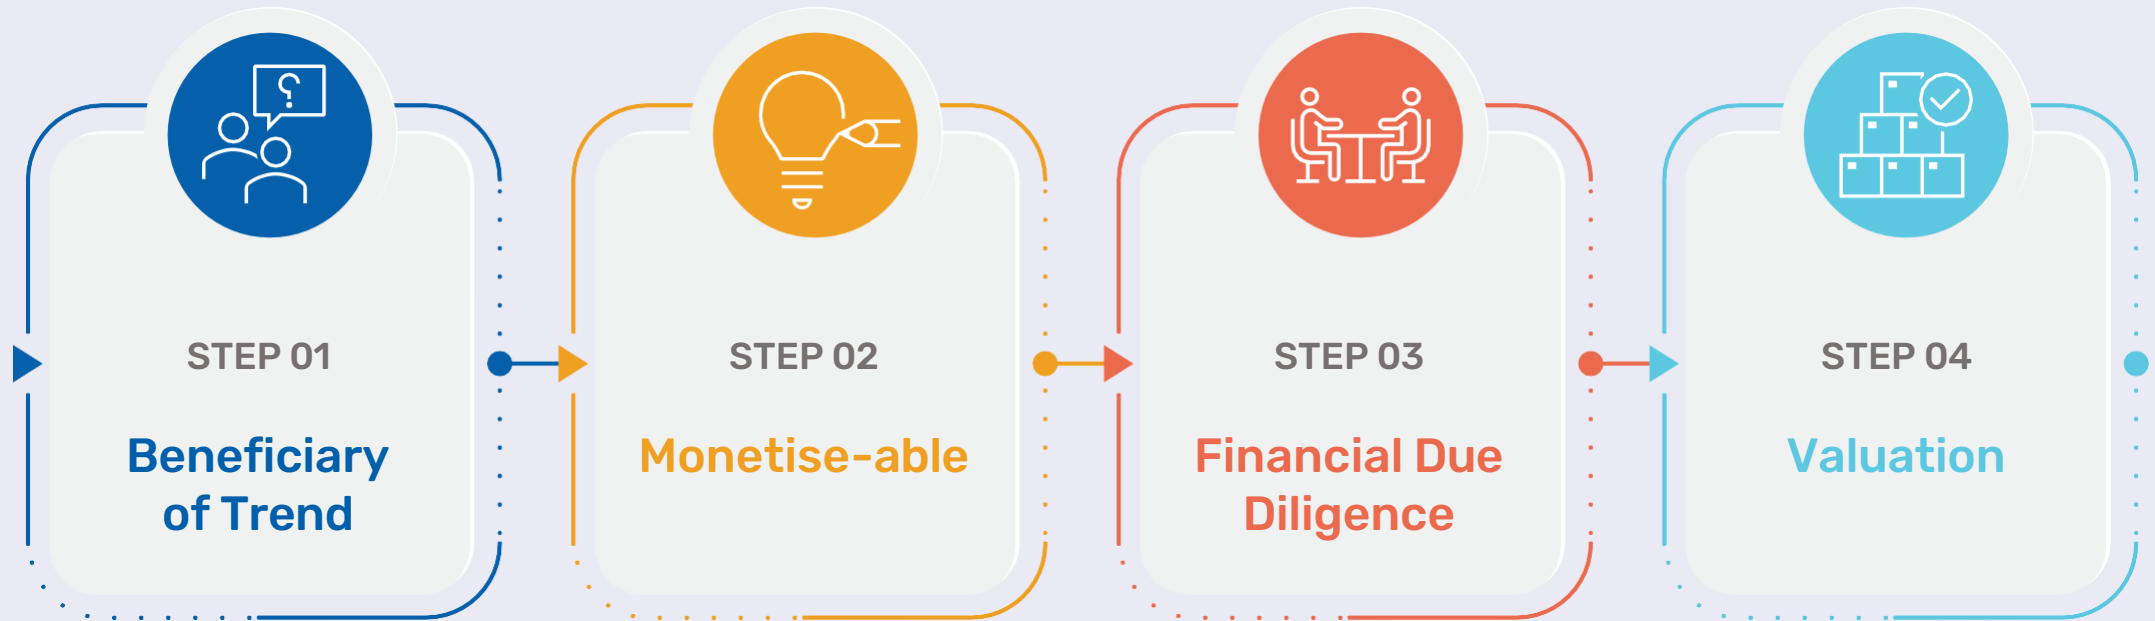 STEP 01
Beneficiary
of Trend
STEP 02
Monetise-able
STEP 03
Financial Due
Diligence
STEP 04
Valuation